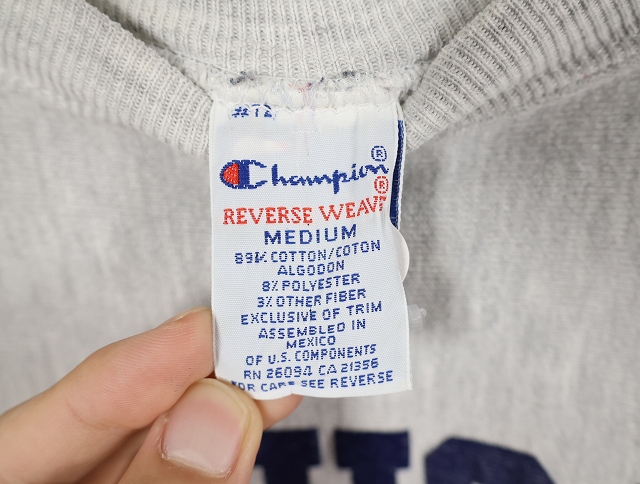 #12
Champion®
®
REVERSE WEAVE
MEDIUM
89% COTTON/COTON
ALGODON
8% POLYESTER
3% OTHER FIBER
EXCLUSIVE OF TRIM
ASSEMBLED IN
MEXICO
OF U.S. COMPONENTS
RN 26094 CA 21356
FOR CARE SEE REVERSE